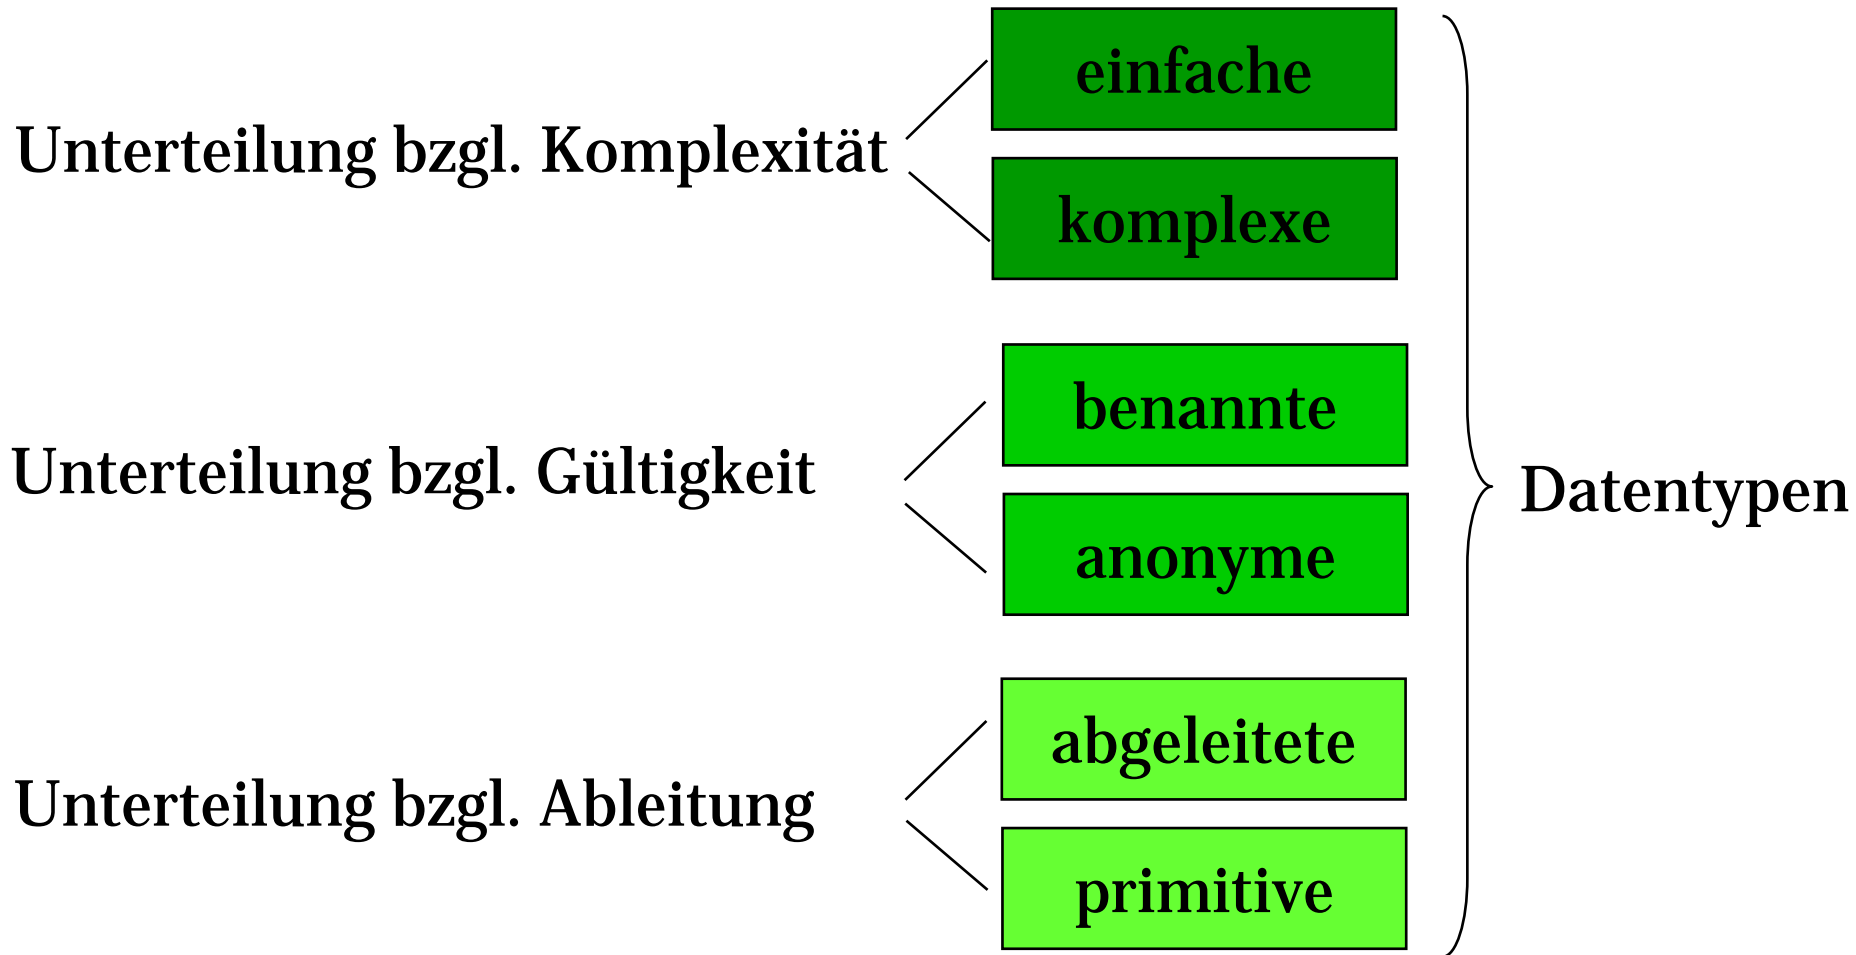 Unterteilung bzgl. Komplexität
einfache
komplexe
Unterteilung bzgl. Gültigkeit
benannte
anonyme
Unterteilung bzgl. Ableitung
abgeleitete
primitive
Datentypen